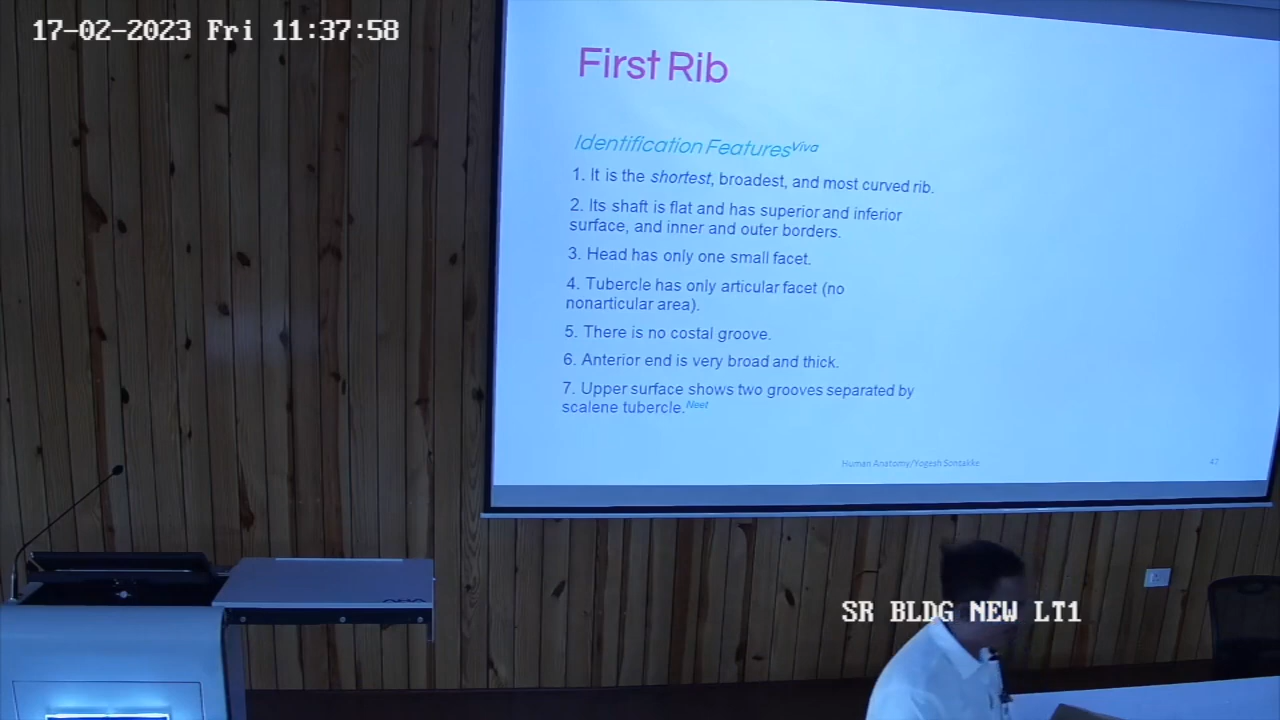 17-02-2023 Fri 11:37:58
First Rib
Identification Features Viva
1. It is the shortest, broadest, and most curved rib.
2. Its shaft is flat and has superior and inferior
surface, and inner and outer borders.
3. Head has only one small facet.
4. Tubercle has only articular facet (no
nonarticular area).
5. There is no costal groove.
6. Anterior end is very broad and thick.
7. Upper surface shows two grooves separated by
scalene tubercle. Neet
Human Anatomy/Yogesh Sontakke
47
SR BLDG NEW LT1